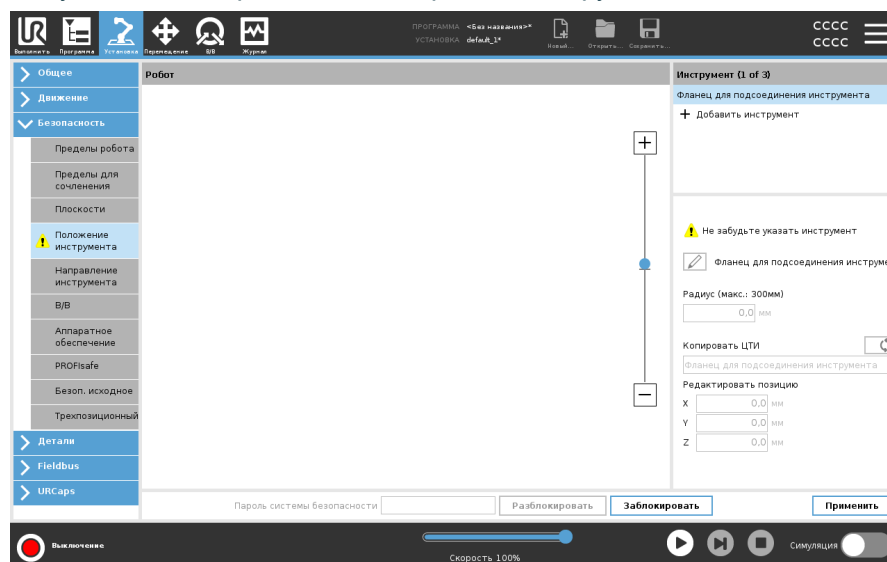 ПРОГРАММА <Без названия>*
УСТАНОВКА default_1*
Выполнить Программа Установка Перемещение В/В Журнал
Новый... Открыть... Сохранить...
CCCC
CCCC
Общее
Движение
Безопасность
Пределы робота
Пределы для
сочленения
Плоскости
Положение
инструмента
Направление
инструмента
В/В
Аппаратное
обеспечение
PROFIsafe
Безоп. исходное
Трехпозиционный
Детали
Fieldbus
URCaps
Робот
Инструмент (1 of 3)
Фланец для подсоединения инструмента
+ Добавить инструмент
Не забудьте указать инструмент
Фланец для подсоединения инструме
Радиус (макс.: 300мм)
0,0 мм
Копировать ЦТИ
Фланец для подсоединения инструмента
Редактировать позицию
X 0,0 мм
Y 0,0 мм
Z 0,0 мм
Пароль системы безопасности Разблокировать Заблокировать Применить
Выключение
Скорость 100%
Симуляция